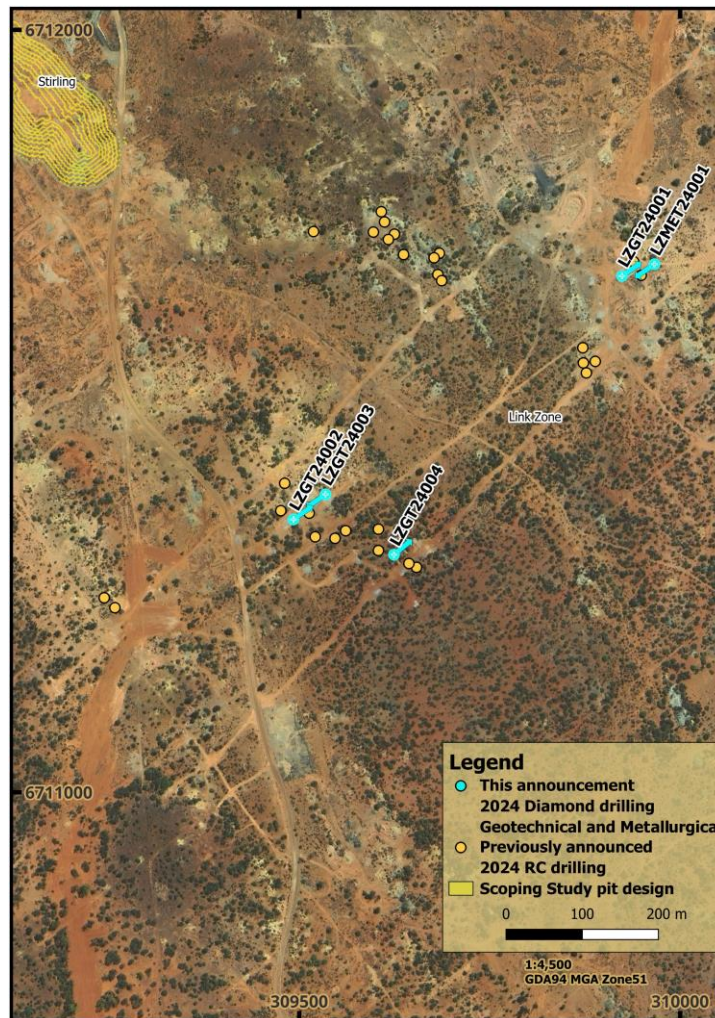 6712000
Stirling
LZGT24001
LZMET24001
Link Zone
LZGT24002
LZGT24003
LZGT24004
6711000
Legend
This announcement
2024 Diamond drilling
Geotechnical and Metallurgica
Previously announced
2024 RC drilling
Scoping Study pit design
0 100 200 m
1:4,500
GDA94 MGA Zone51
309500
310000